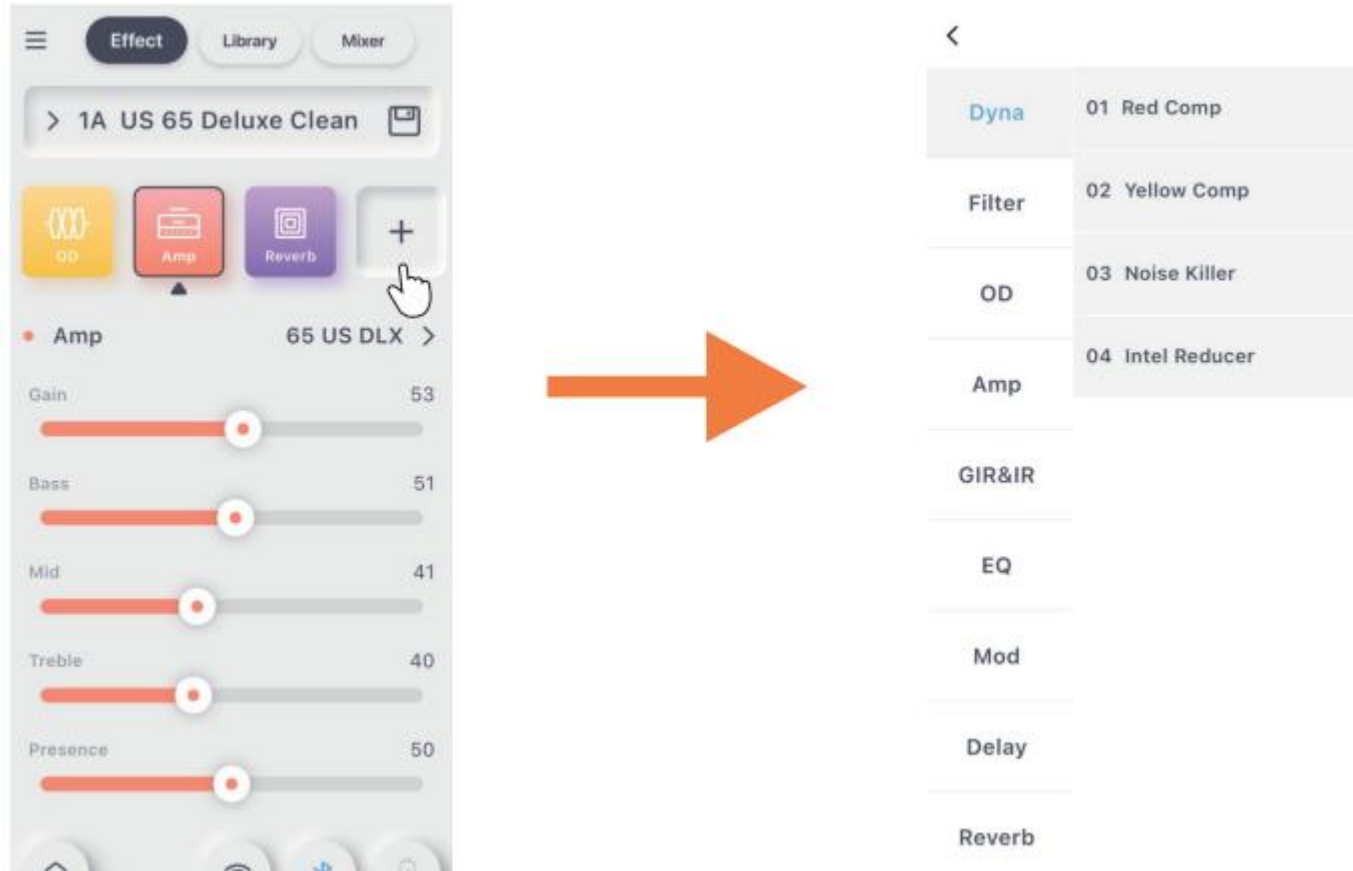 Effect Library Mixer
1A US 65 Deluxe Clean
OD Amp Reverb
Amp 65 US DLX
Gain 53
Bass 51
Mid 41
Treble 40
Presence 50
Dyna
Filter
OD
Amp
GIR&IR
EQ
Mod
Delay
Reverb
01 Red Comp
02 Yellow Comp
03 Noise Killer
04 Intel Reducer